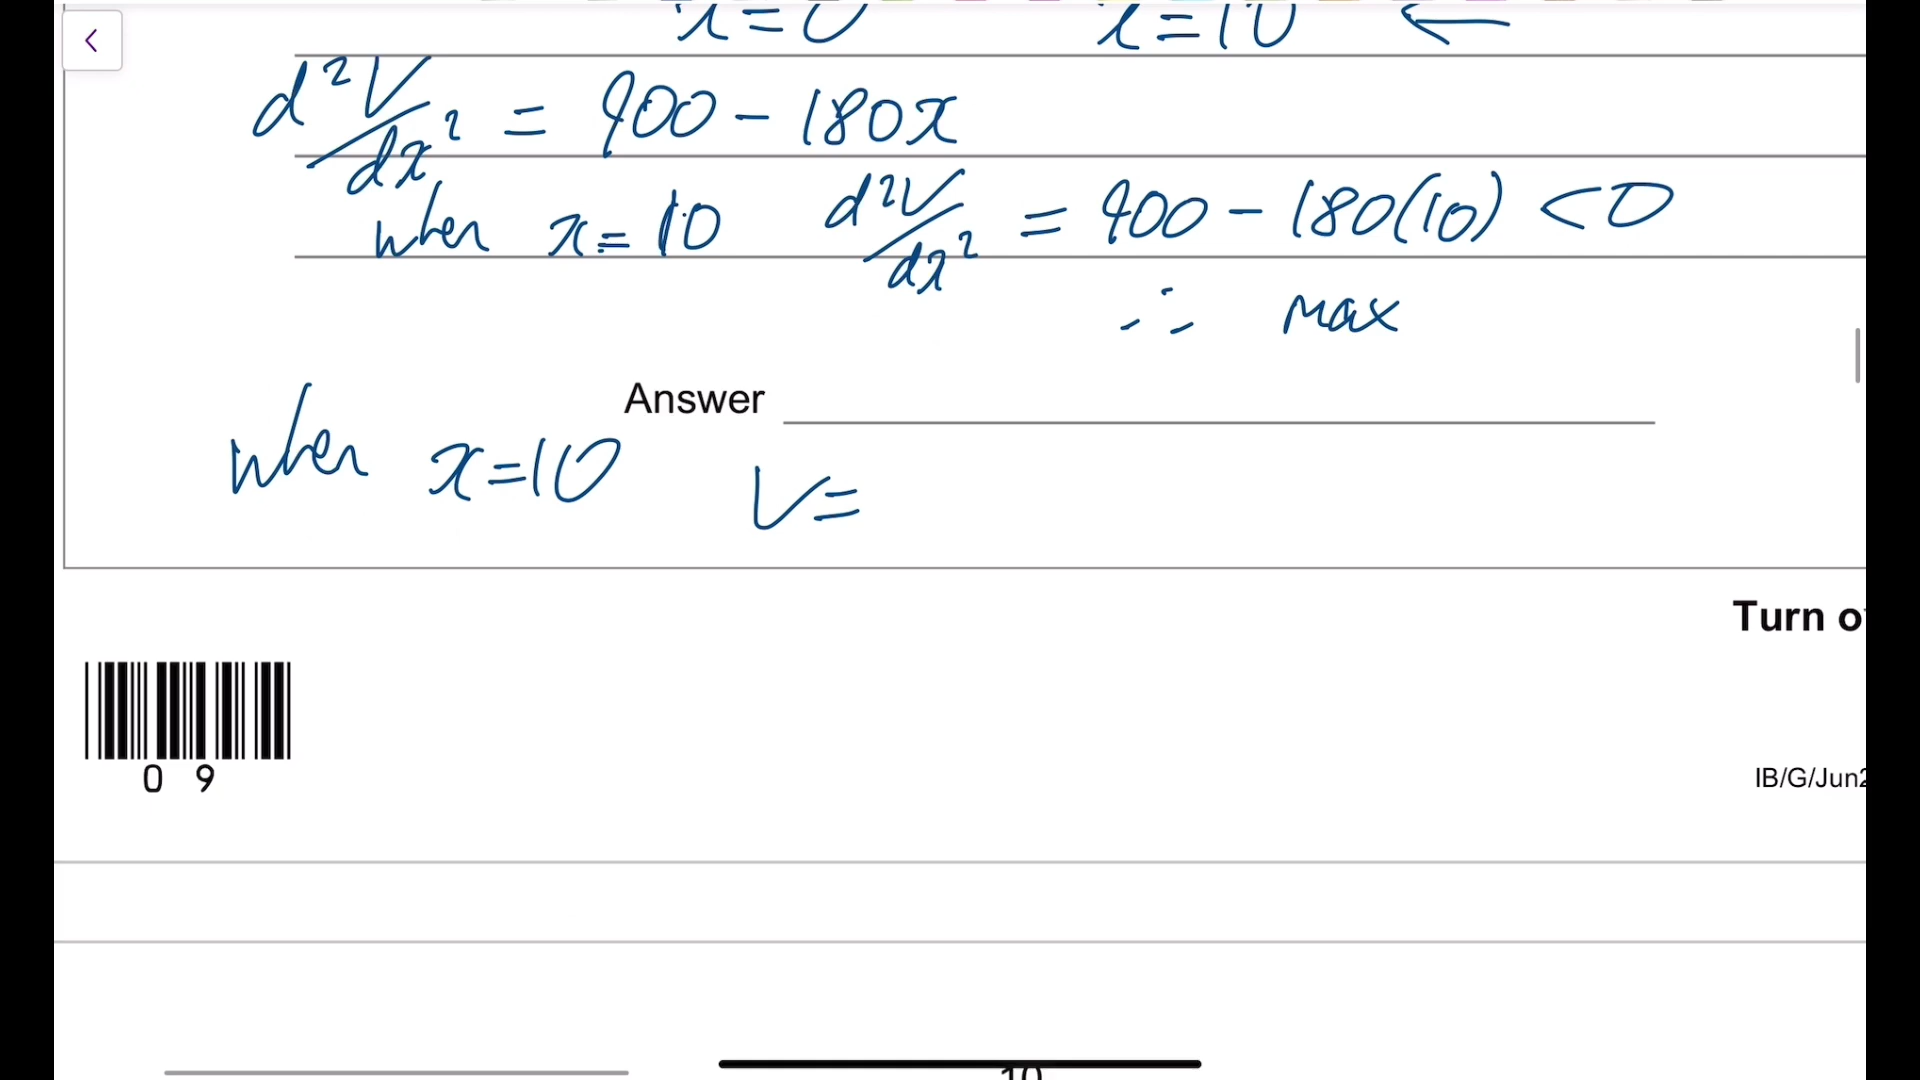 x=0 x=10 ←
d²V/dx² = 900 - 180x
when x=10 d²V/dx² = 900 - 180(10) <0
∴ max
Answer
when x=10 V=
Turn o
0 9
IB/G/Jun2
10